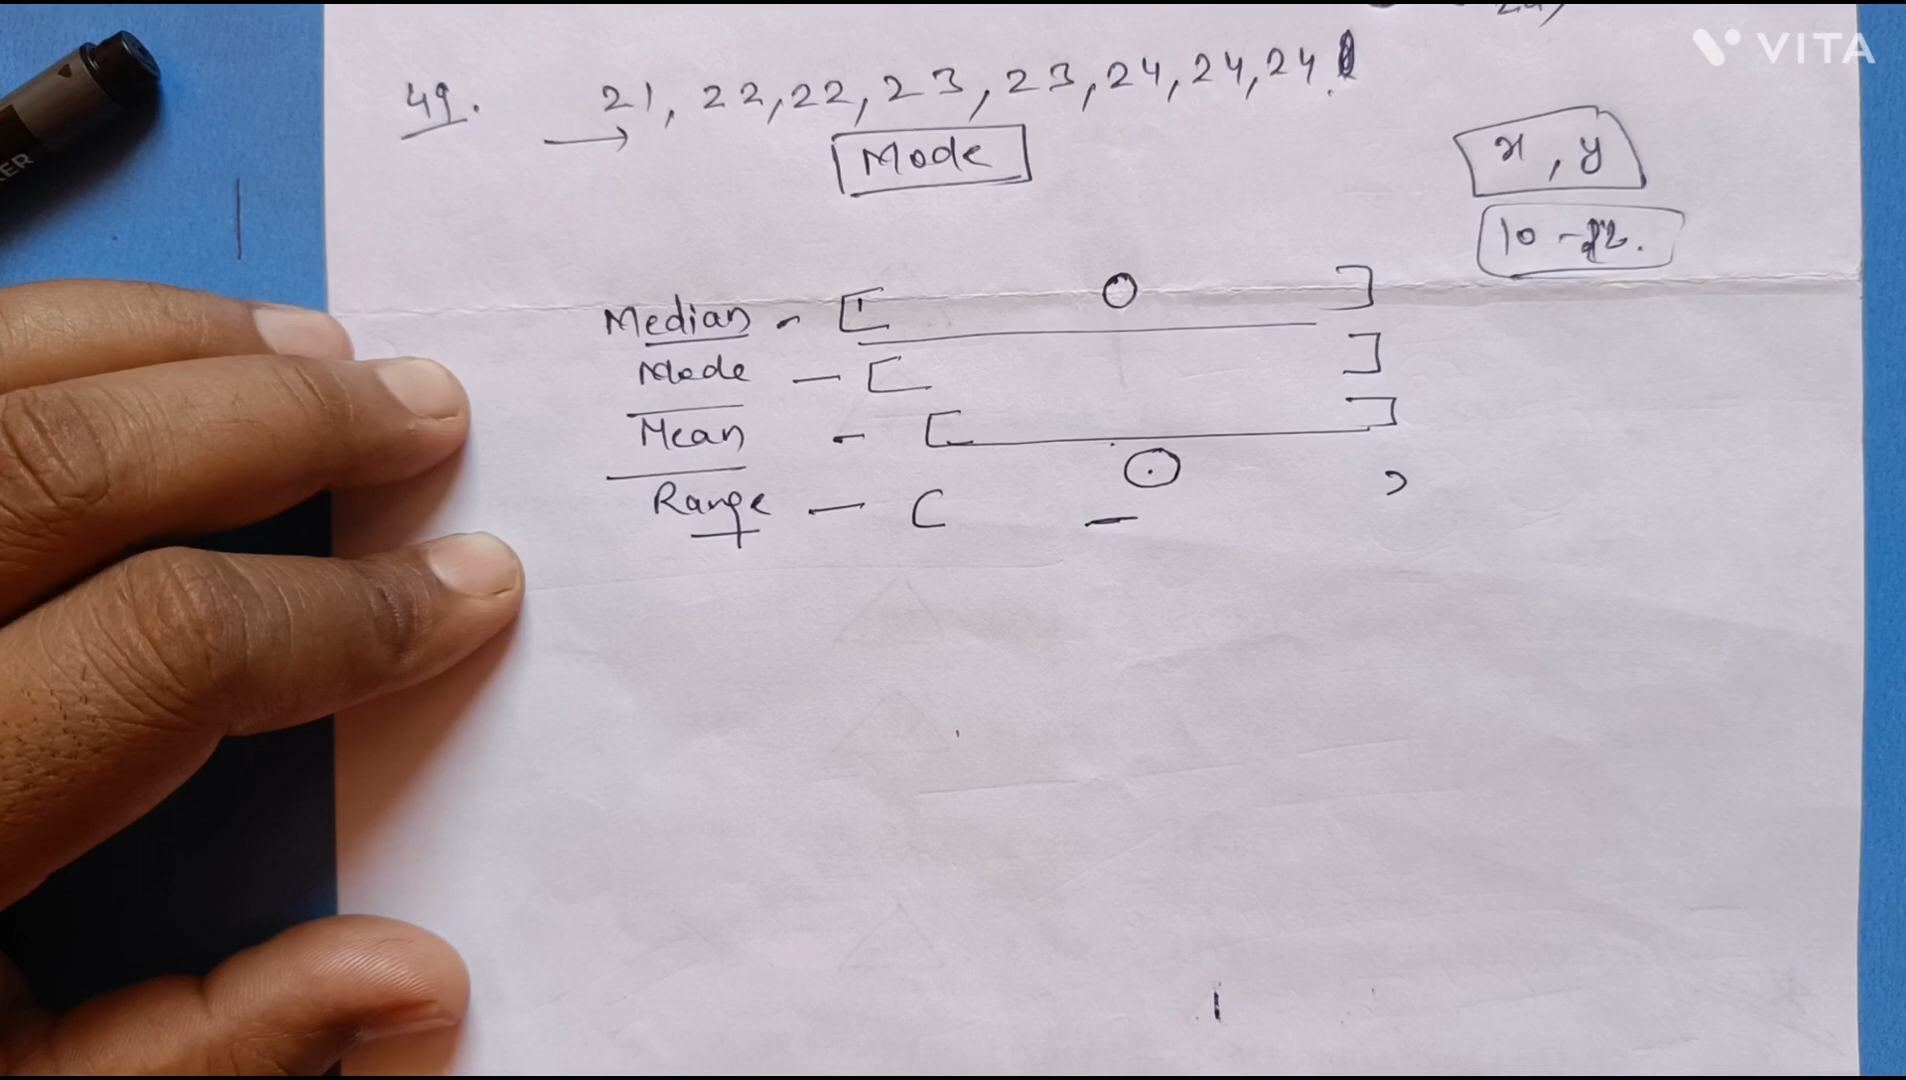 VITA
49. 21, 22, 22, 23, 23, 24, 24, 24
Mode
x, y
10 - 12.
Median - [ ]
Mode - [ ]
Mean - [ ]
Range - ( - )